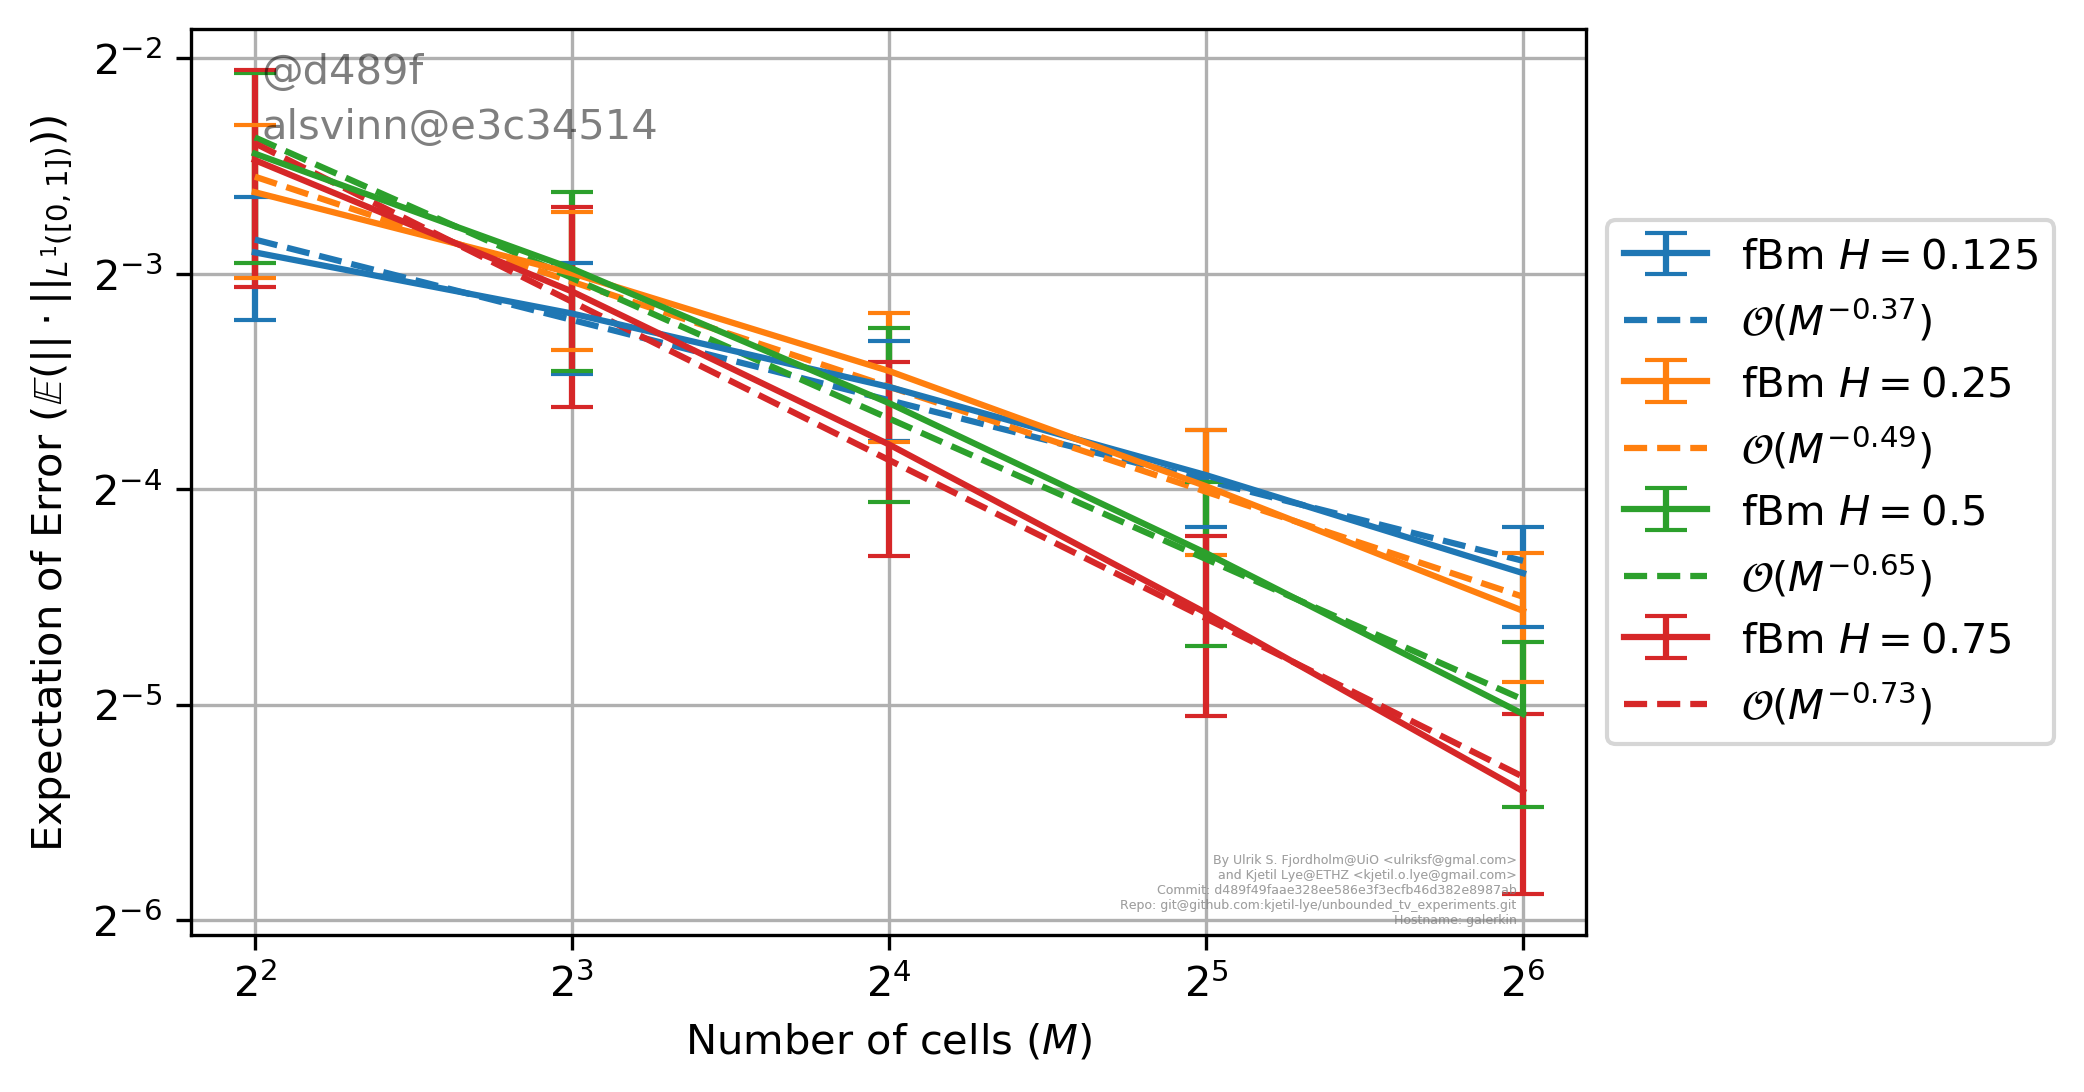 @d489f
alsvinn@e3c34514
2^{-2}
2^{-3}
2^{-4}
2^{-5}
2^{-6}
Expectation of Error (𝔼(||·||_{L^1([0,1])}))
2^2 2^3 2^4 2^5 2^6
Number of cells (M)
fBm H = 0.125
𝒪(M^{-0.37})
fBm H = 0.25
𝒪(M^{-0.49})
fBm H = 0.5
𝒪(M^{-0.65})
fBm H = 0.75
𝒪(M^{-0.73})
By Ulrik S. Fjordholm@UiO <ulriksf@gmal.com>
and Kjetil Lye@ETHZ <kjetil.o.lye@gmail.com>
Commit: d489f49faae328ee586e3f3ecfb46d382e8987ab
Repo: git@github.com:kjetil-lye/unbounded_tv_experiments.git
Hostname: galerkin